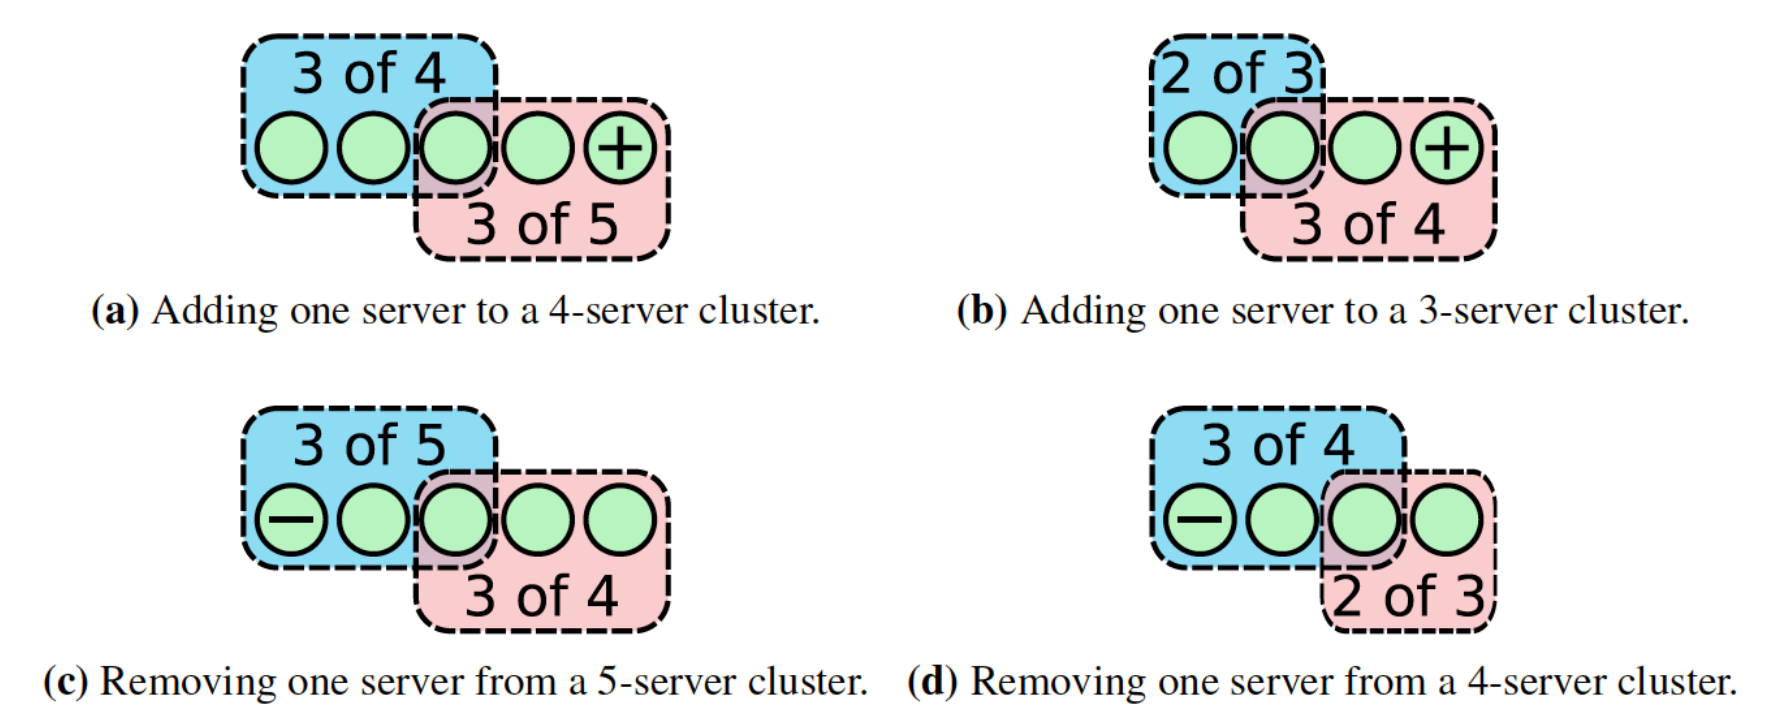 3 of 4
+
3 of 5
(a) Adding one server to a 4-server cluster.
2 of 3
+
3 of 4
(b) Adding one server to a 3-server cluster.
3 of 5
−
3 of 4
(c) Removing one server from a 5-server cluster.
3 of 4
−
2 of 3
(d) Removing one server from a 4-server cluster.